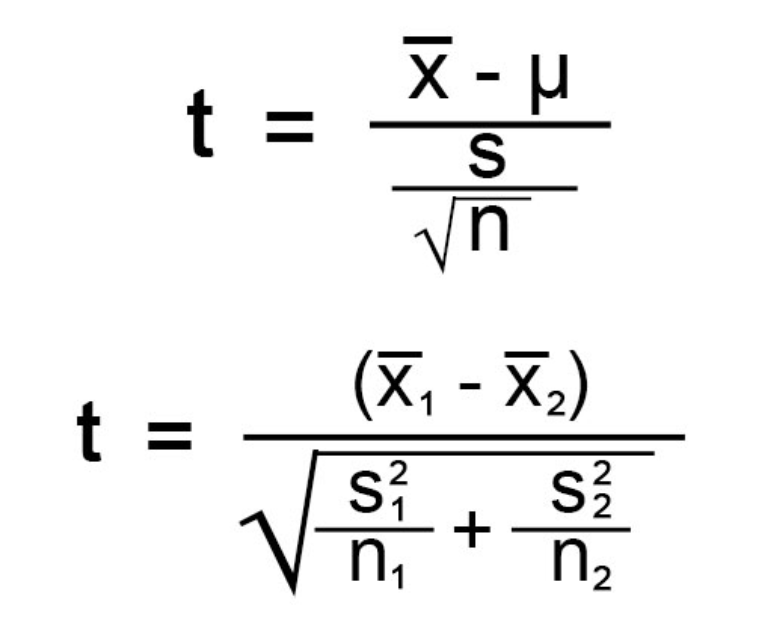 t = (x̄ - μ) / (s / √n)
t = (x̄₁ - x̄₂) / √(s₁²/n₁ + s₂²/n₂)